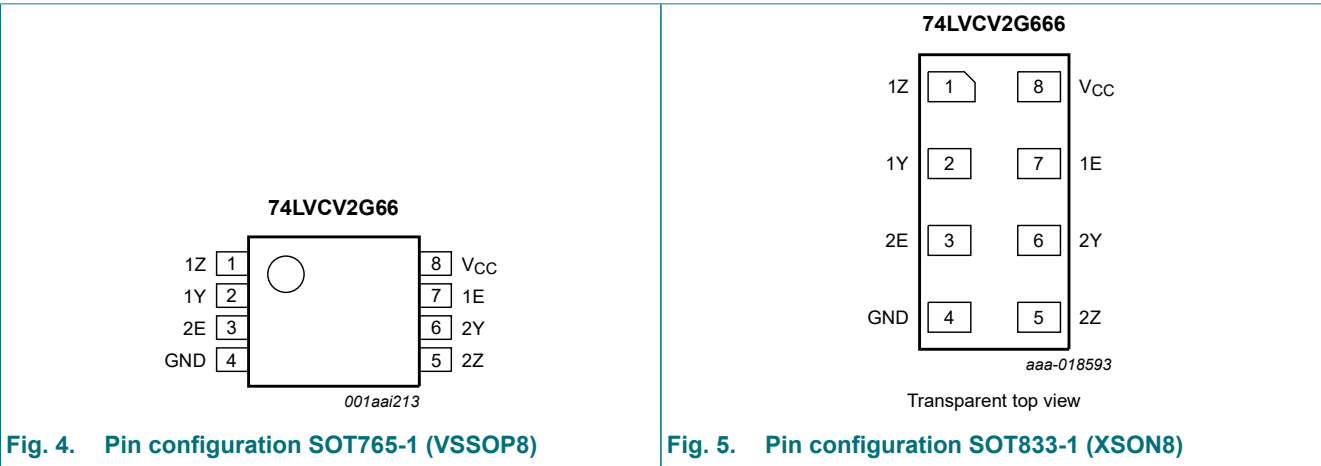 74LVCV2G66
1Z 1 8 VCC
1Y 2 7 1E
2E 3 6 2Y
GND 4 5 2Z
001aai213
Fig. 4. Pin configuration SOT765-1 (VSSOP8)
74LVCV2G666
1Z 1 8 VCC
1Y 2 7 1E
2E 3 6 2Y
GND 4 5 2Z
aaa-018593
Transparent top view
Fig. 5. Pin configuration SOT833-1 (XSON8)